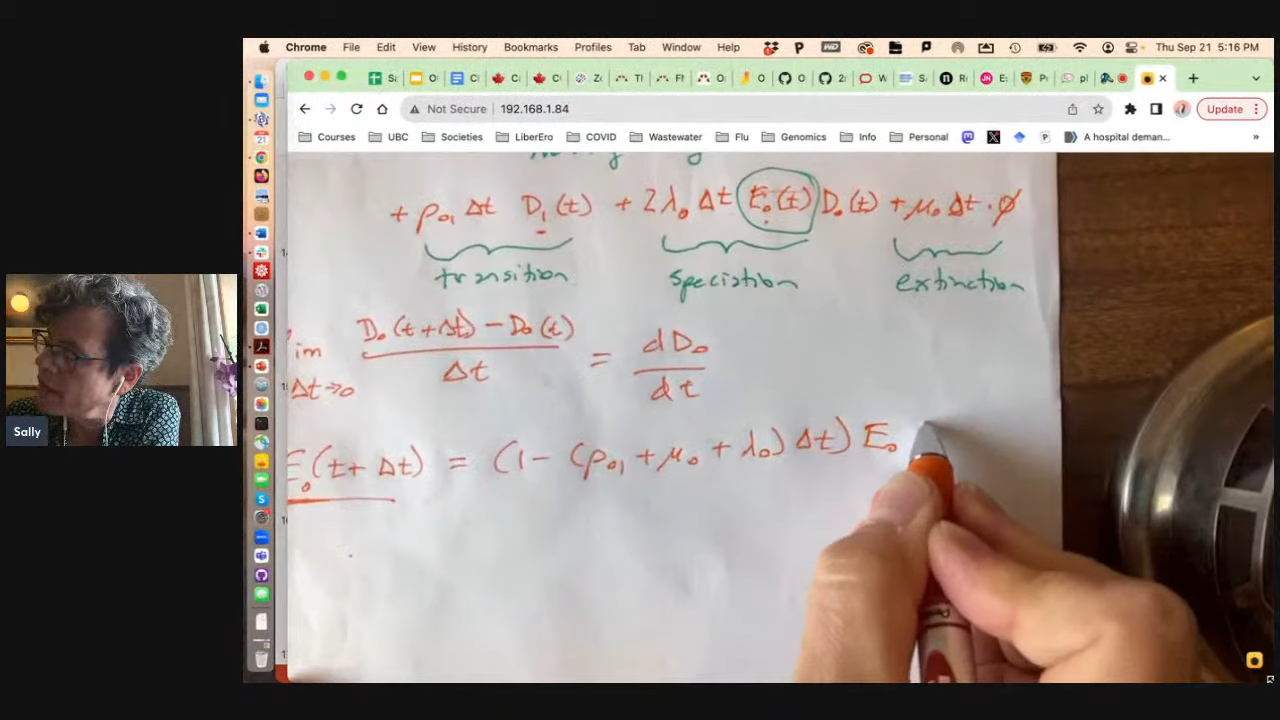 Chrome File Edit View History Bookmarks Profiles Tab Window Help Thu Sep 21 5:16 PM
Not Secure 192.168.1.84 Update
Courses UBC Societies LiberEro COVID Wastewater Flu Genomics Info Personal A hospital deman... »
+ ρ₀₁ Δt D₁(t) + 2λ₀ Δt E₀(t) D₀(t) + μ₀ Δt · ∅
transition speciation extinction
D₀(t+Δt) − D₀(t)
im = dD₀
Δt→0 Δt dt
E₀(t+Δt) = (1 − (ρ₀₁ + μ₀ + λ₀) Δt) E₀
Sally